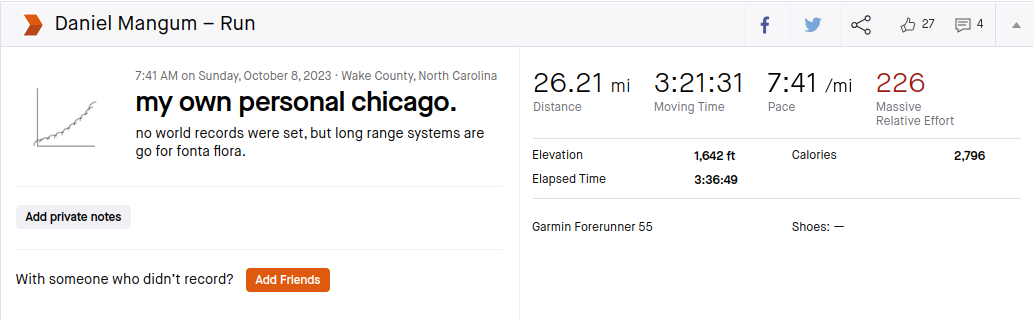 Daniel Mangum – Run
27
4
7:41 AM on Sunday, October 8, 2023 · Wake County, North Carolina
my own personal chicago.
no world records were set, but long range systems are
go for fonta flora.
Add private notes
With someone who didn't record?
Add Friends
26.21 mi
Distance
3:21:31
Moving Time
7:41 /mi
Pace
226
Massive
Relative Effort
Elevation 1,642 ft Calories 2,796
Elapsed Time 3:36:49
Garmin Forerunner 55 Shoes: —